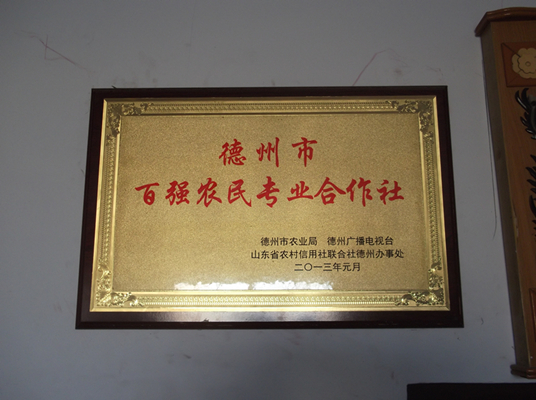 德州市
百强农民专业合作社
德州市农业局 德州广播电视台
山东省农村信用社联合社德州办事处
二〇一三年元月